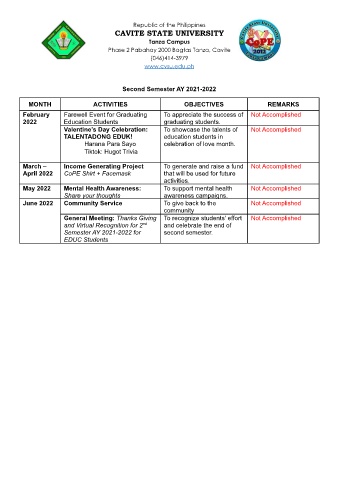 Republic of the Philippines
CAVITE STATE UNIVERSITY
Tanza Campus
Phase 2 Pabahay 2000 Bagtas Tanza, Cavite
(046)414-3979
www.cvsu.edu.ph
CoPE
2013
Second Semester AY 2021-2022
MONTH ACTIVITIES OBJECTIVES REMARKS
February Farewell Event for Graduating To appreciate the success of Not Accomplished
2022 Education Students graduating students.
Valentine's Day Celebration: To showcase the talents of Not Accomplished
TALENTADONG EDUK! education students in
Harana Para Sayo celebration of love month.
Tiktok: Hugot Trivia
March – Income Generating Project To generate and raise a fund Not Accomplished
April 2022 CoPE Shirt + Facemask that will be used for future
activities.
May 2022 Mental Health Awareness: To support mental health Not Accomplished
Share your thoughts awareness campaigns.
June 2022 Community Service To give back to the Not Accomplished
community
General Meeting: Thanks Giving To recognize students' effort Not Accomplished
and Virtual Recognition for 2nd and celebrate the end of
Semester AY 2021-2022 for second semester.
EDUC Students